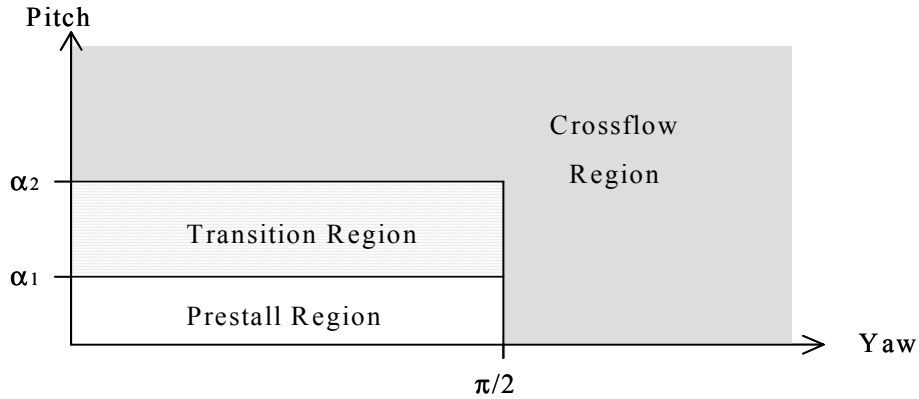 Pitch
Crossflow
Region
α2
Transition Region
α1
Prestall Region
Yaw
π/2